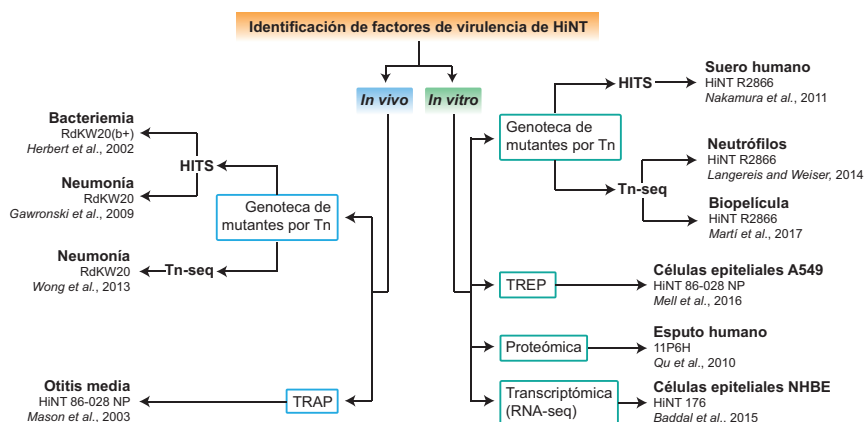 Identificación de factores de virulencia de HiNT
In vivo
In vitro
Bacteriemia
RdKW20(b+)
Herbert et al., 2002
HITS
Neumonía
RdKW20
Gawronski et al., 2009
Genoteca de
mutantes por Tn
Neumonía
RdKW20
Wong et al., 2013
Tn-seq
Otitis media
HiNT 86-028 NP
Mason et al., 2003
TRAP
Genoteca de
mutantes por Tn
HITS
Suero humano
HiNT R2866
Nakamura et al., 2011
Tn-seq
Neutrófilos
HiNT R2866
Langereis and Weiser, 2014
Biopelícula
HiNT R2866
Martí et al., 2017
TREP
Células epiteliales A549
HiNT 86-028 NP
Mell et al., 2016
Proteómica
Esputo humano
11P6H
Qu et al., 2010
Transcriptómica
(RNA-seq)
Células epiteliales NHBE
HiNT 176
Baddal et al., 2015